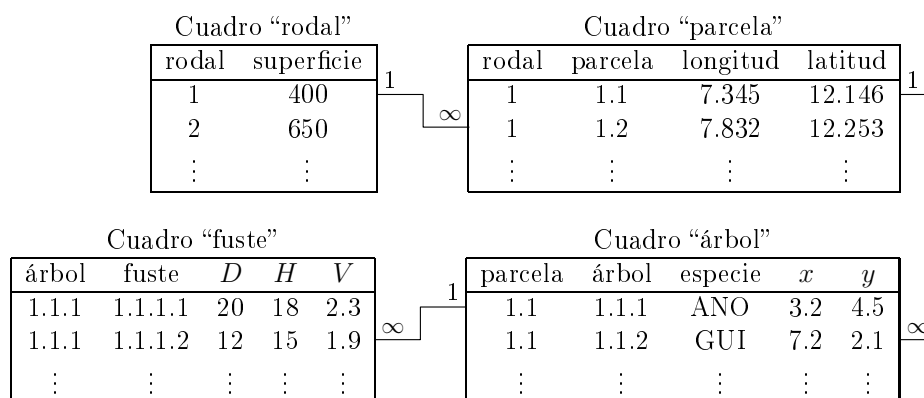 Cuadro “rodal”
rodal superficie
1 400
2 650
⋮ ⋮
1
∞
Cuadro “parcela”
rodal parcela longitud latitud
1 1.1 7.345 12.146
1 1.2 7.832 12.253
⋮ ⋮ ⋮ ⋮
1
Cuadro “fuste”
árbol fuste D H V
1.1.1 1.1.1.1 20 18 2.3
1.1.1 1.1.1.2 12 15 1.9
⋮ ⋮ ⋮ ⋮ ⋮
∞
1
Cuadro “árbol”
parcela árbol especie x y
1.1 1.1.1 ANO 3.2 4.5
1.1 1.1.2 GUI 7.2 2.1
⋮ ⋮ ⋮ ⋮ ⋮
∞